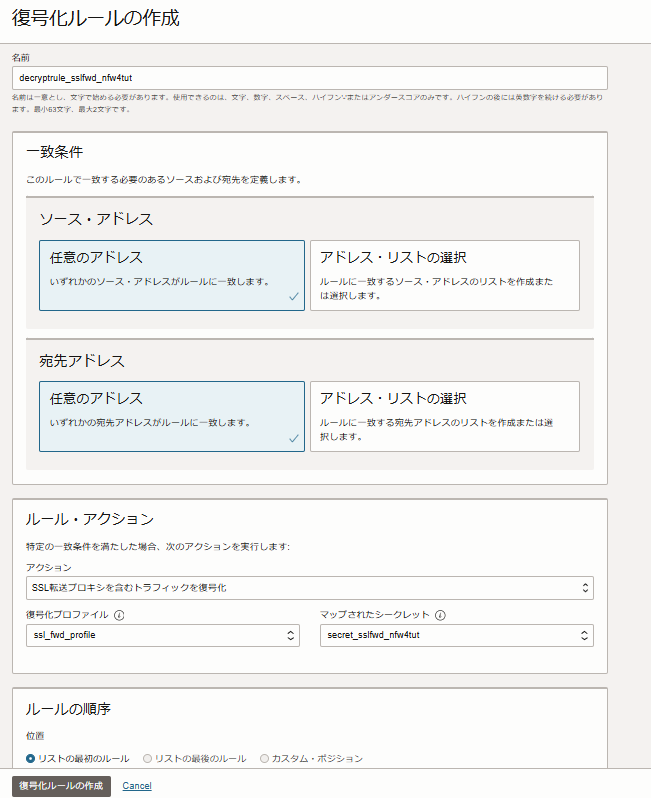 復号化ルールの作成
名前
decryptrule_sslfwd_nfw4tut
名前は一意とし、文字で始める必要があります。使用できるのは、文字、数字、スペース、ハイフン'-'またはアンダースコアのみです。ハイフンの後には英数字を続ける必要があり
ます。最小63文字、最大2文字です。
一致条件
このルールで一致する必要のあるソースおよび宛先を定義します。
ソース・アドレス
任意のアドレス
いずれかのソース・アドレスがルールに一致します。
アドレス・リストの選択
ルールに一致するソース・アドレスのリストを作成また
は選択します。
宛先アドレス
任意のアドレス
いずれかの宛先アドレスがルールに一致します。
アドレス・リストの選択
ルールに一致する宛先アドレスのリストを作成または選
択します。
ルール・アクション
特定の一致条件を満たした場合、次のアクションを実行します:
アクション
SSL転送プロキシを含むトラフィックを復号化
復号化プロファイル
マップされたシークレット
ssl_fwd_profile
secret_sslfwd_nfw4tut
ルールの順序
位置
リストの最初のルール リストの最後のルール カスタム・ポジション
復号化ルールの作成 Cancel